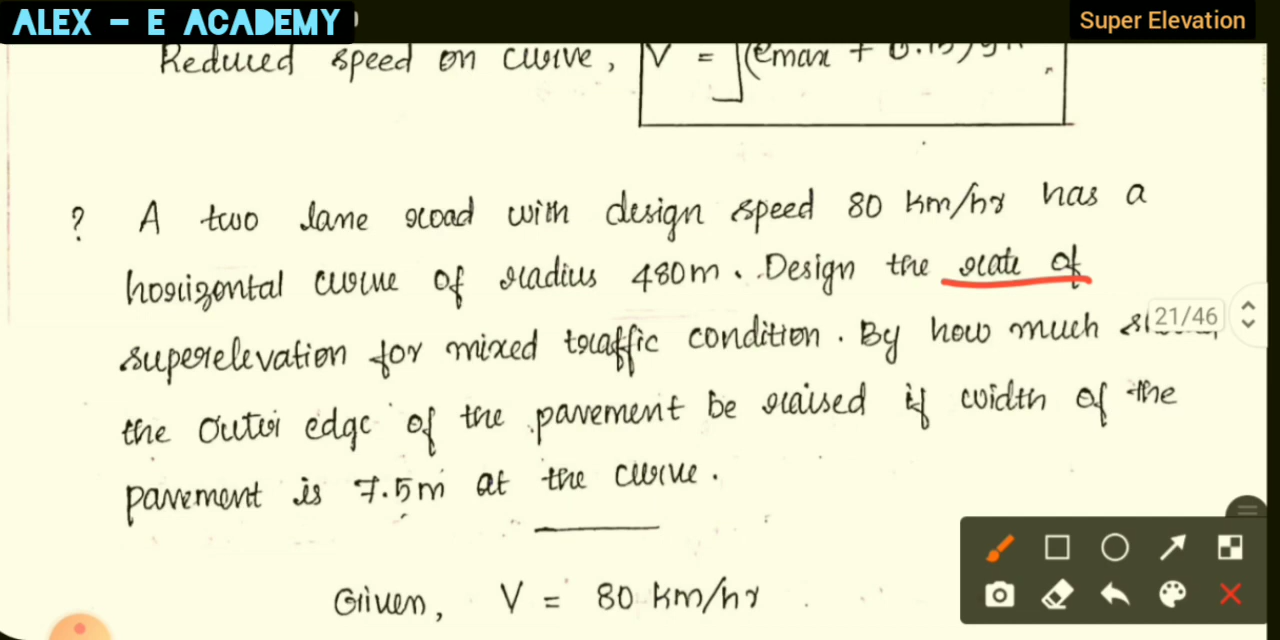 ALEX - E ACADEMY
Super Elevation
Reduced speed on curve, V = √(emax + 0.15)g
? A two lane road with design speed 80 km/hr has a
horizontal curve of radius 480m. Design the rate of
superelevation for mixed traffic condition. By how much
21/46
the outer edge of the pavement be raised if width of the
pavement is 7.5m at the curve.
Given, V = 80 km/hr